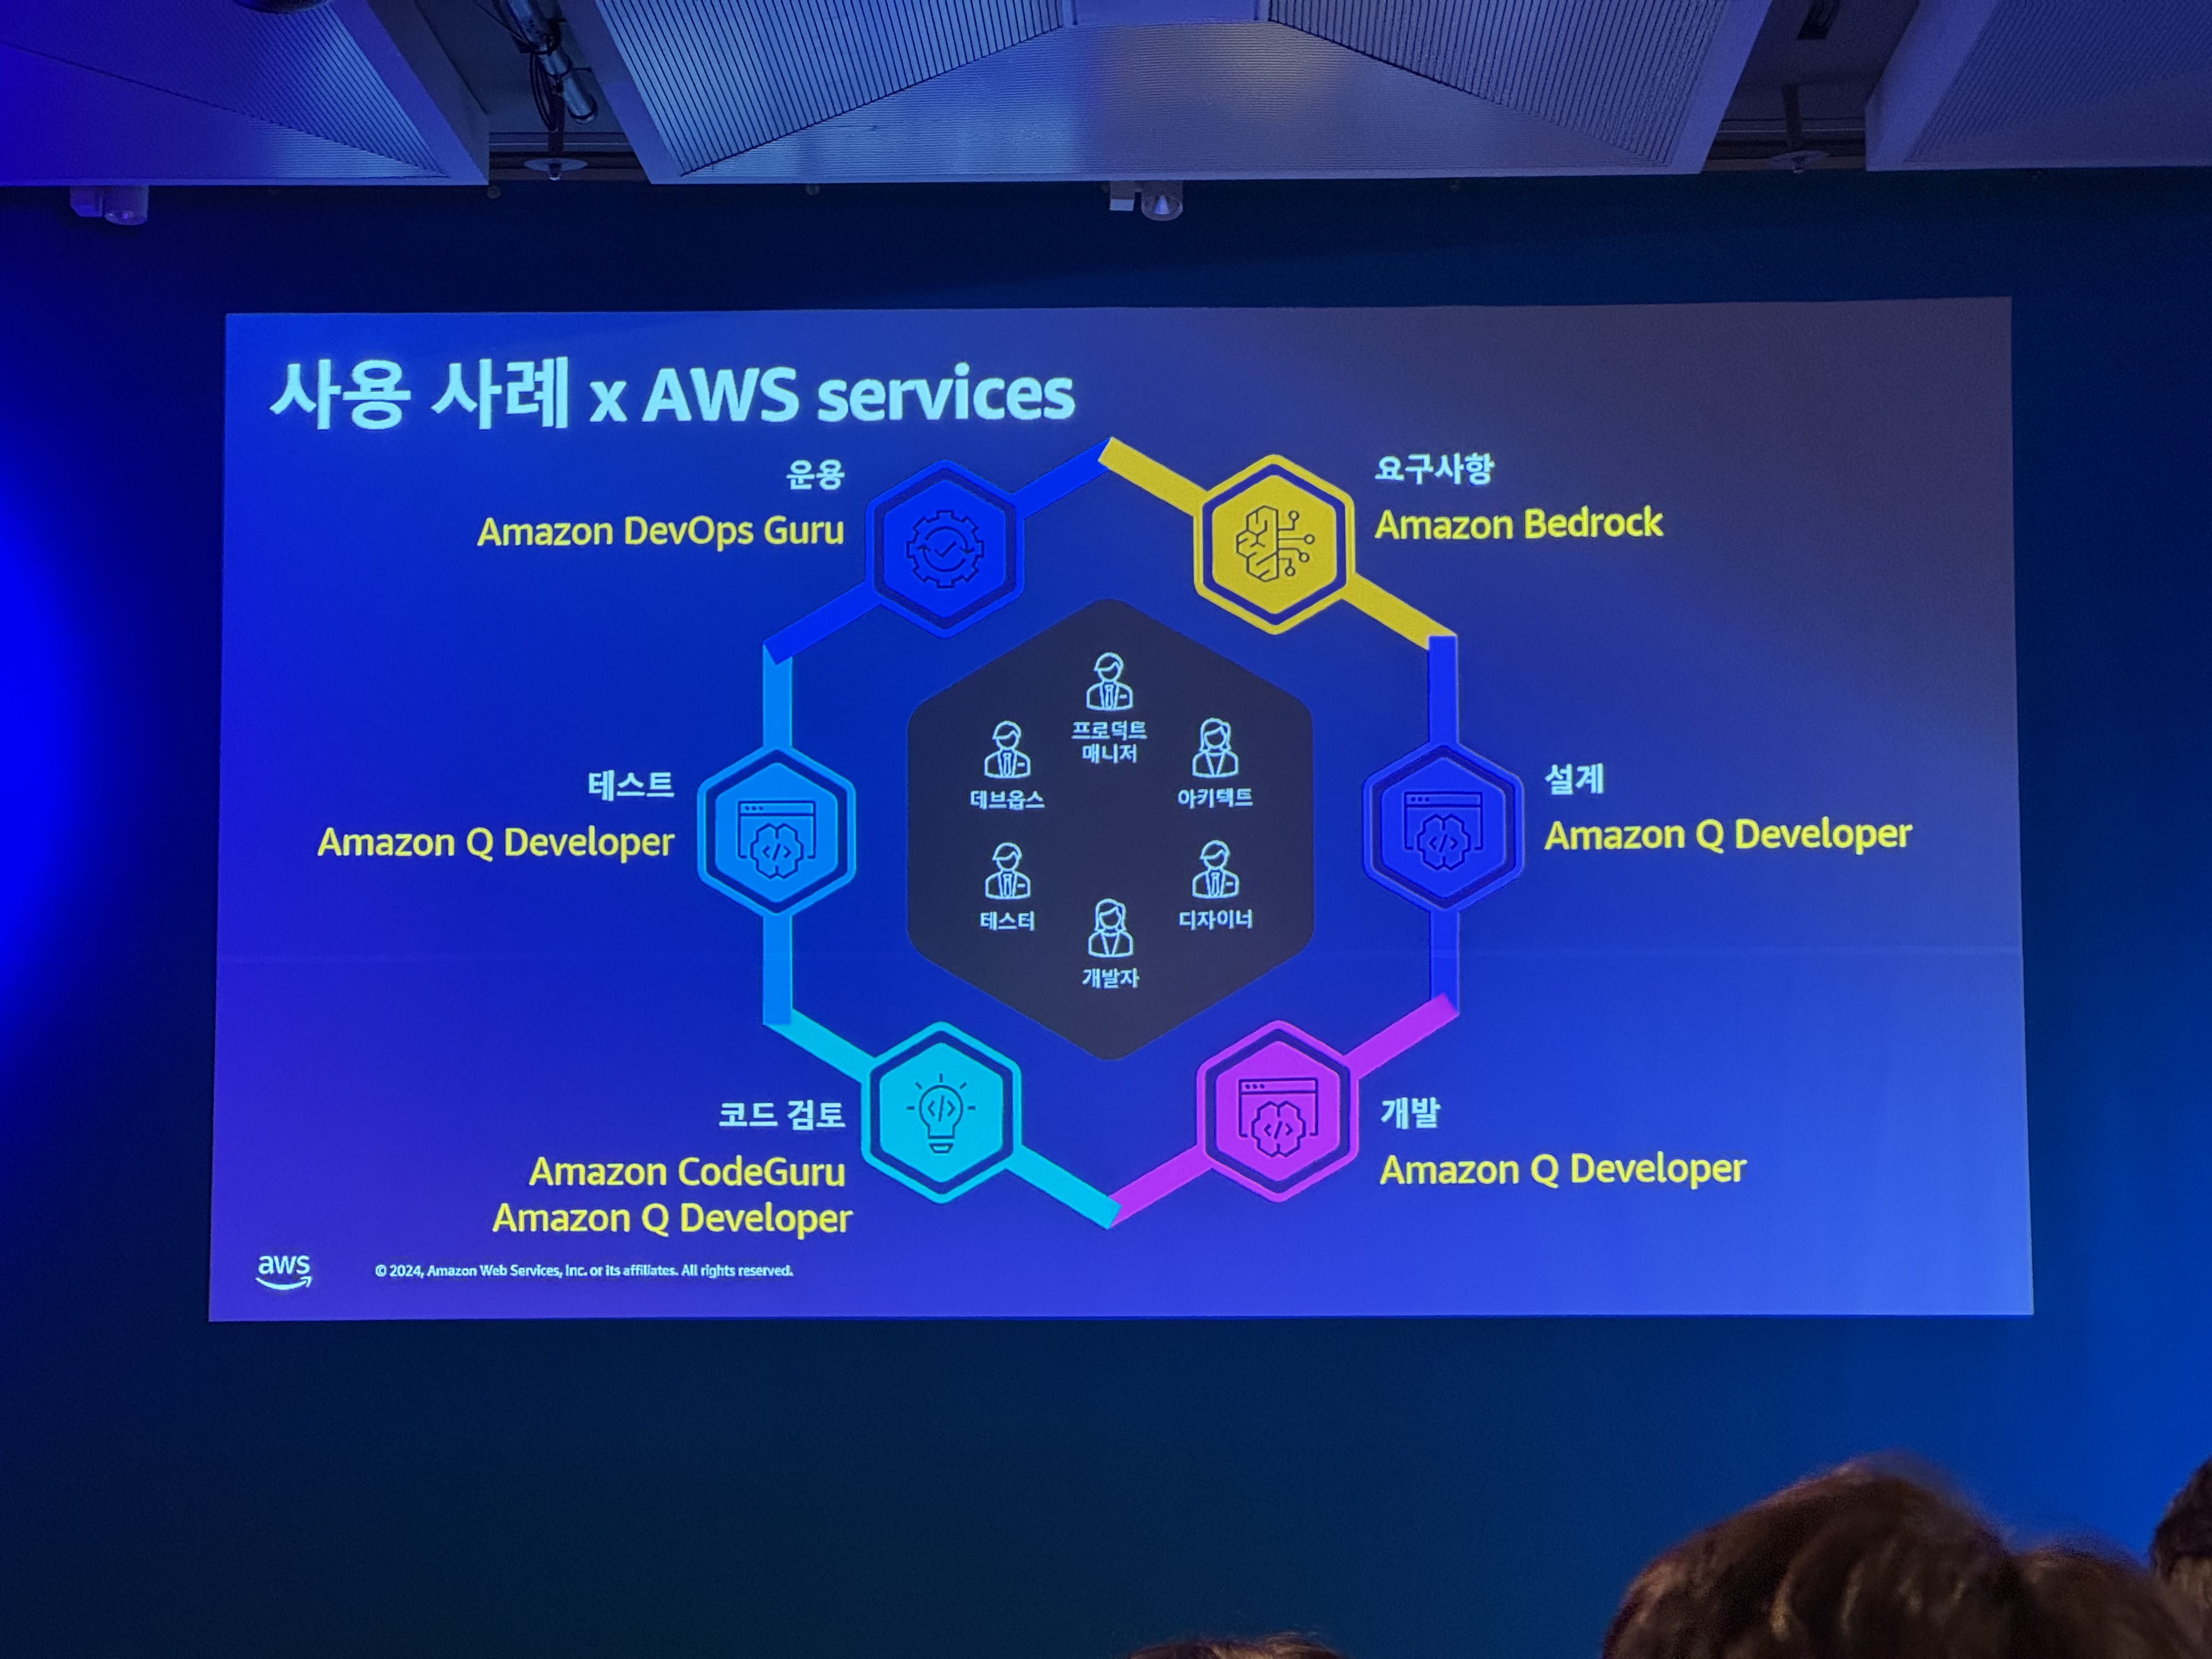 사용 사례 x AWS services
운용
Amazon DevOps Guru
요구사항
Amazon Bedrock
프로덕트
매니저
데브옵스
아키텍트
테스터
디자이너
개발자
테스트
Amazon Q Developer
설계
Amazon Q Developer
코드 검토
Amazon CodeGuru
Amazon Q Developer
개발
Amazon Q Developer
aws
© 2024, Amazon Web Services, Inc. or its affiliates. All rights reserved.